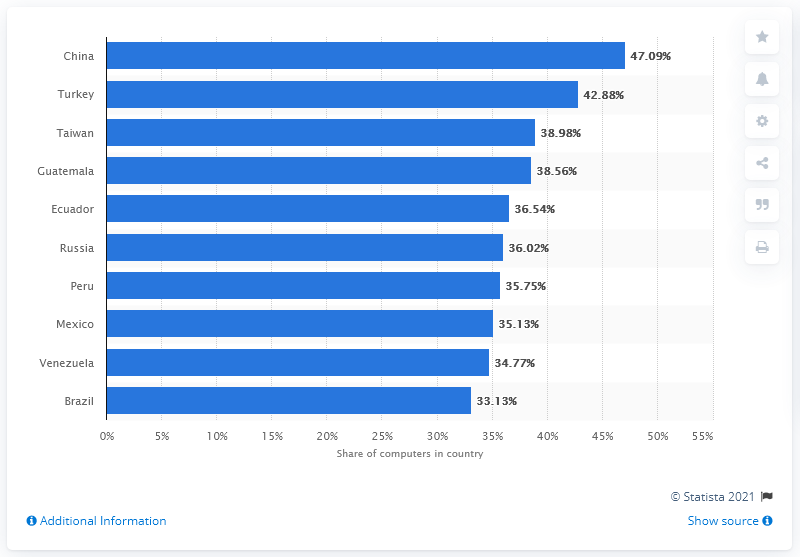 China 47.09%
Turkey 42.88%
Taiwan 38.98%
Guatemala 38.56%
Ecuador 36.54%
Russia 36.02%
Peru 35.75%
Mexico 35.13%
Venezuela 34.77%
Brazil 33.13%
0% 5% 10% 15% 20% 25% 30% 35% 40% 45% 50% 55%
Share of computers in country
© Statista 2021
Additional Information Show source